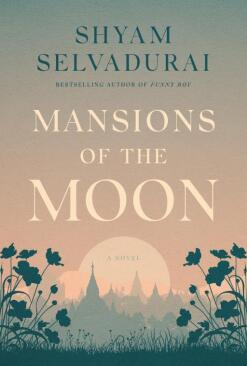 SHYAM
SELVADURAI
BESTSELLING AUTHOR OF FUNNY BOY
MANSIONS
OF THE
MOON
A NOVEL